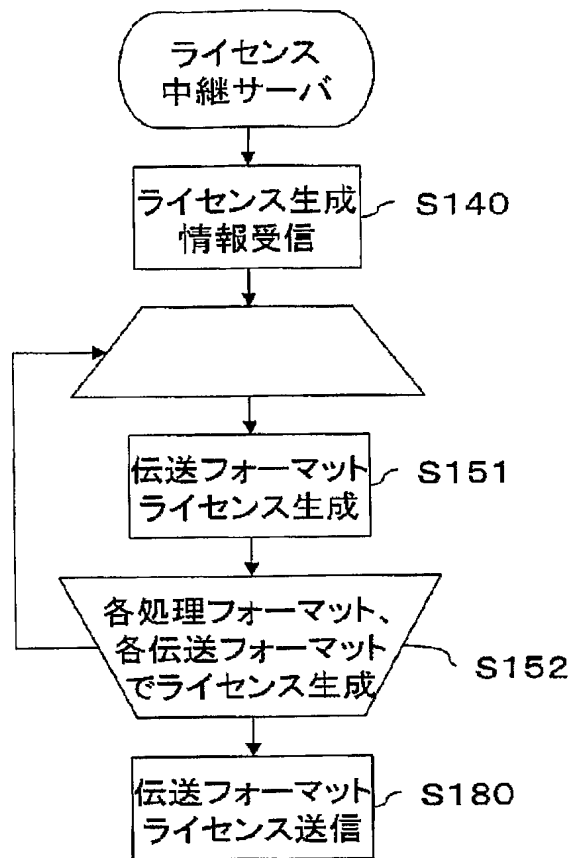 ライセンス
中継サーバ
ライセンス生成
情報受信
S140
伝送フォーマット
ライセンス生成
S151
各処理フォーマット、
各伝送フォーマット
でライセンス生成
S152
伝送フォーマット
ライセンス送信
S180